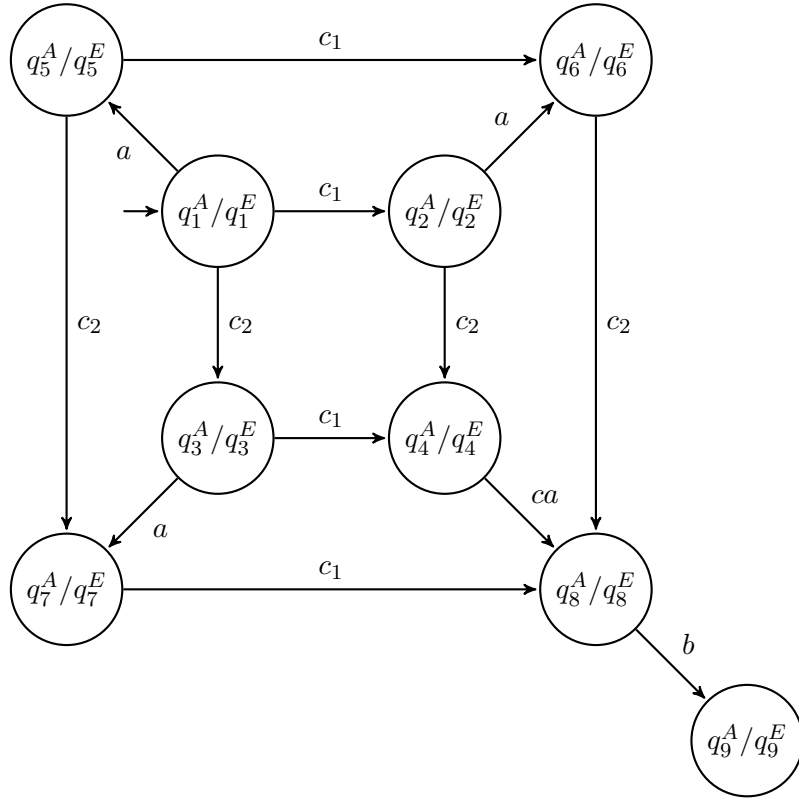 $q_5^A/q_5^E$ $c_1$ $q_6^A/q_6^E$
$a$ $a$
$q_1^A/q_1^E$ $c_1$ $q_2^A/q_2^E$
$c_2$ $c_2$ $c_2$ $c_2$
$q_3^A/q_3^E$ $c_1$ $q_4^A/q_4^E$
$a$ $ca$
$q_7^A/q_7^E$ $c_1$ $q_8^A/q_8^E$
$b$
$q_9^A/q_9^E$